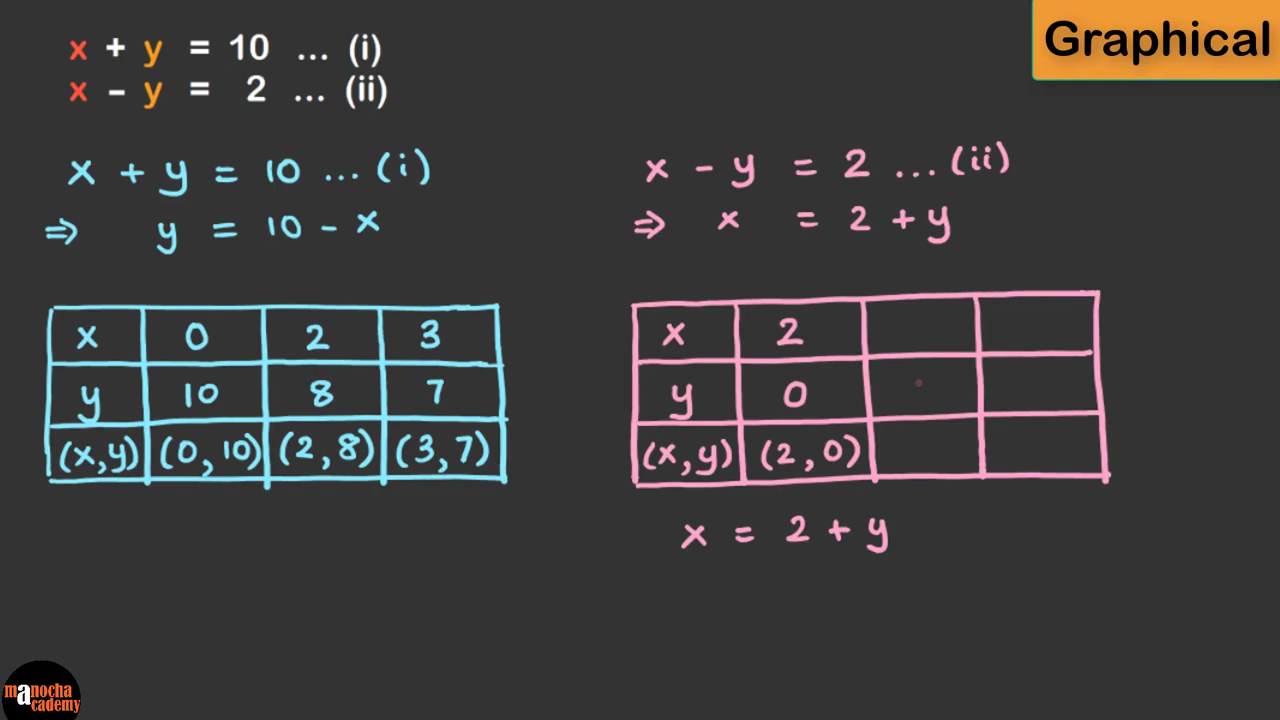 Graphical
x + y = 10 ... (i)
x - y = 2 ... (ii)
x + y = 10 ... (i)
⇒ y = 10 - x
x 0 2 3
y 10 8 7
(x,y) (0, 10) (2, 8) (3, 7)
x - y = 2 ... (ii)
⇒ x = 2 + y
x 2
y 0
(x, y) (2, 0)
x = 2 + y
manocha
academy